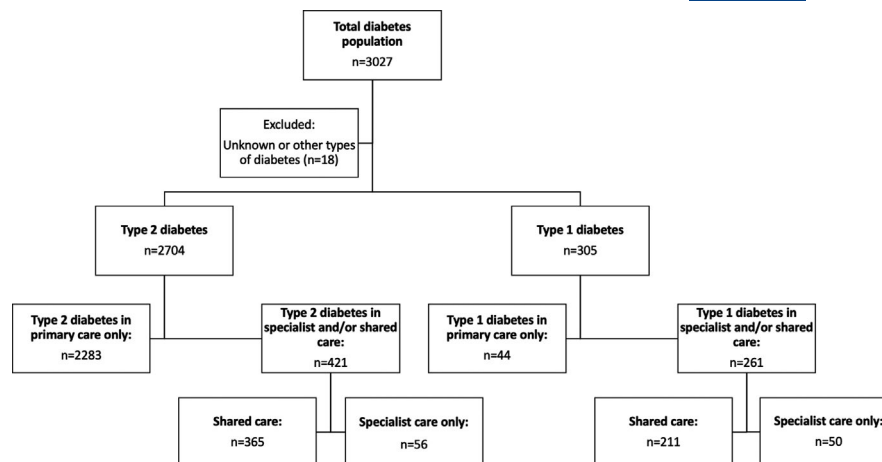 Total diabetes
population
n=3027
Excluded:
Unknown or other types
of diabetes (n=18)
Type 2 diabetes
n=2704
Type 1 diabetes
n=305
Type 2 diabetes in
primary care only:
n=2283
Type 2 diabetes in
specialist and/or shared
care:
n=421
Type 1 diabetes in
primary care only:
n=44
Type 1 diabetes in
specialist and/or shared
care:
n=261
Shared care:
n=365
Specialist care only:
n=56
Shared care:
n=211
Specialist care only:
n=50